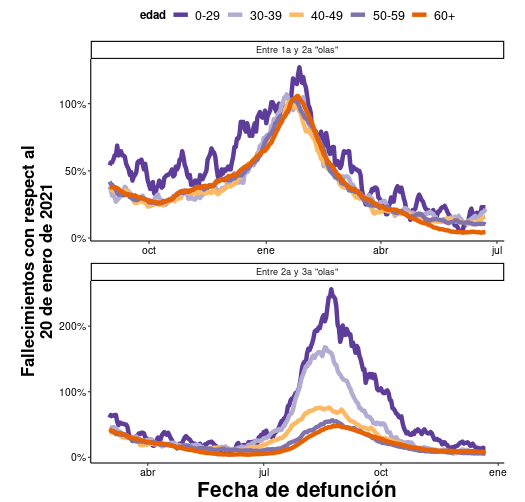 edad 0-29 30-39 40-49 50-59 60+
Entre 1a y 2a "olas"
100%
50%
0%
oct ene abr jul
Entre 2a y 3a "olas"
200%
100%
0%
abr jul oct ene
Fallecimientos con respect al
20 de enero de 2021
Fecha de defunción